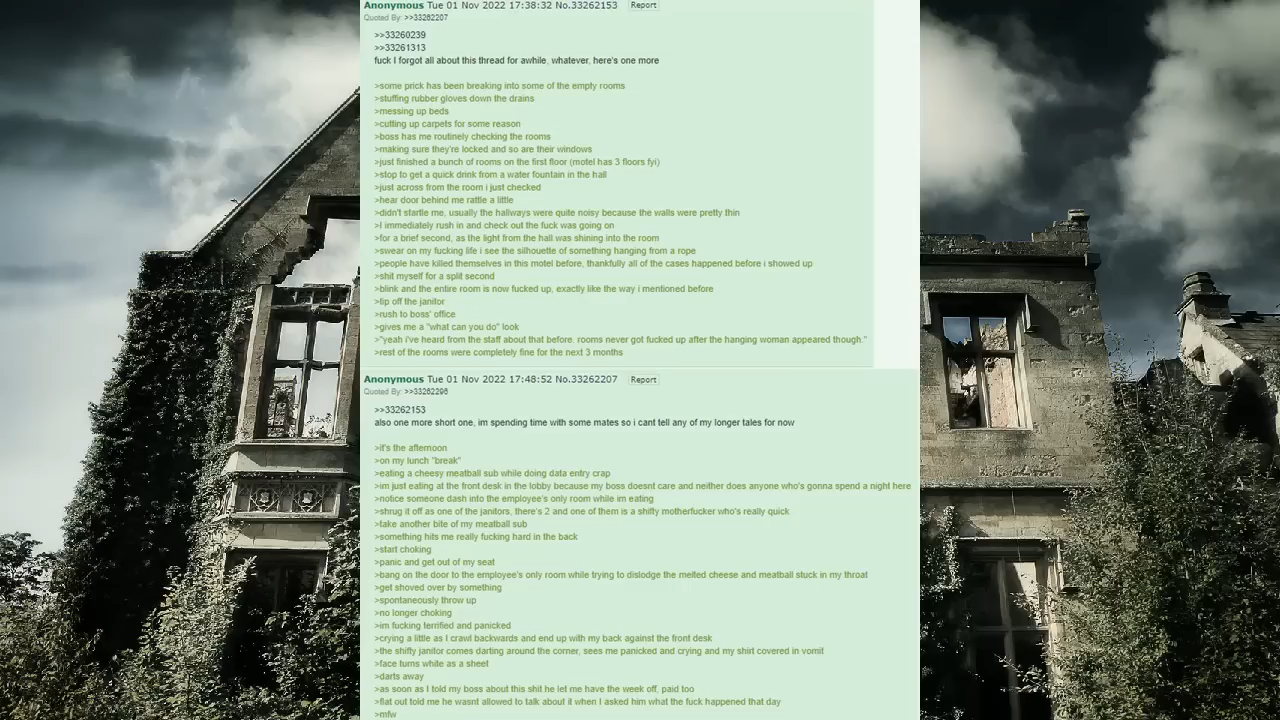 Anonymous Tue 01 Nov 2022 17:38:32 No.33262153 Report
Quoted By: >>33262207
>>33260239
>>33261313
fuck I forgot all about this thread for awhile, whatever, here's one more
>some prick has been breaking into some of the empty rooms
>stuffing rubber gloves down the drains
>messing up beds
>cutting up carpets for some reason
>boss has me routinely checking the rooms
>making sure they're locked and so are their windows
>just finished a bunch of rooms on the first floor (motel has 3 floors fyi)
>stop to get a quick drink from a water fountain in the hall
>just across from the room i just checked
>hear door behind me rattle a little
>didn't startle me, usually the hallways were quite noisy because the walls were pretty thin
>I immediately rush in and check out the fuck was going on
>for a brief second, as the light from the hall was shining into the room
>swear on my fucking life i see the silhouette of something hanging from a rope
>people have killed themselves in this motel before, thankfully all of the cases happened before i showed up
>shit myself for a split second
>blink and the entire room is now fucked up, exactly like the way i mentioned before
>tip off the janitor
>rush to boss' office
>gives me a "what can you do" look
>"yeah i've heard from the staff about that before. rooms never got fucked up after the hanging woman appeared though."
>rest of the rooms were completely fine for the next 3 months
Anonymous Tue 01 Nov 2022 17:48:52 No.33262207 Report
Quoted By: >>33262296
>>33262153
also one more short one, im spending time with some mates so i cant tell any of my longer tales for now
>it's the afternoon
>on my lunch "break"
>eating a cheesy meatball sub while doing data entry crap
>im just eating at the front desk in the lobby because my boss doesnt care and neither does anyone who's gonna spend a night here
>notice someone dash into the employee's only room while im eating
>shrug it off as one of the janitors, there's 2 and one of them is a shifty motherfucker who's really quick
>take another bite of my meatball sub
>something hits me really fucking hard in the back
>start choking
>panic and get out of my seat
>bang on the door to the employee's only room while trying to dislodge the melted cheese and meatball stuck in my throat
>get shoved over by something
>spontaneously throw up
>no longer choking
>im fucking terrified and panicked
>crying a little as I crawl backwards and end up with my back against the front desk
>the shifty janitor comes darting around the corner, sees me panicked and crying and my shirt covered in vomit
>face turns white as a sheet
>darts away
>as soon as I told my boss about this shit he let me have the week off, paid too
>flat out told me he wasnt allowed to talk about it when I asked him what the fuck happened that day
>mfw